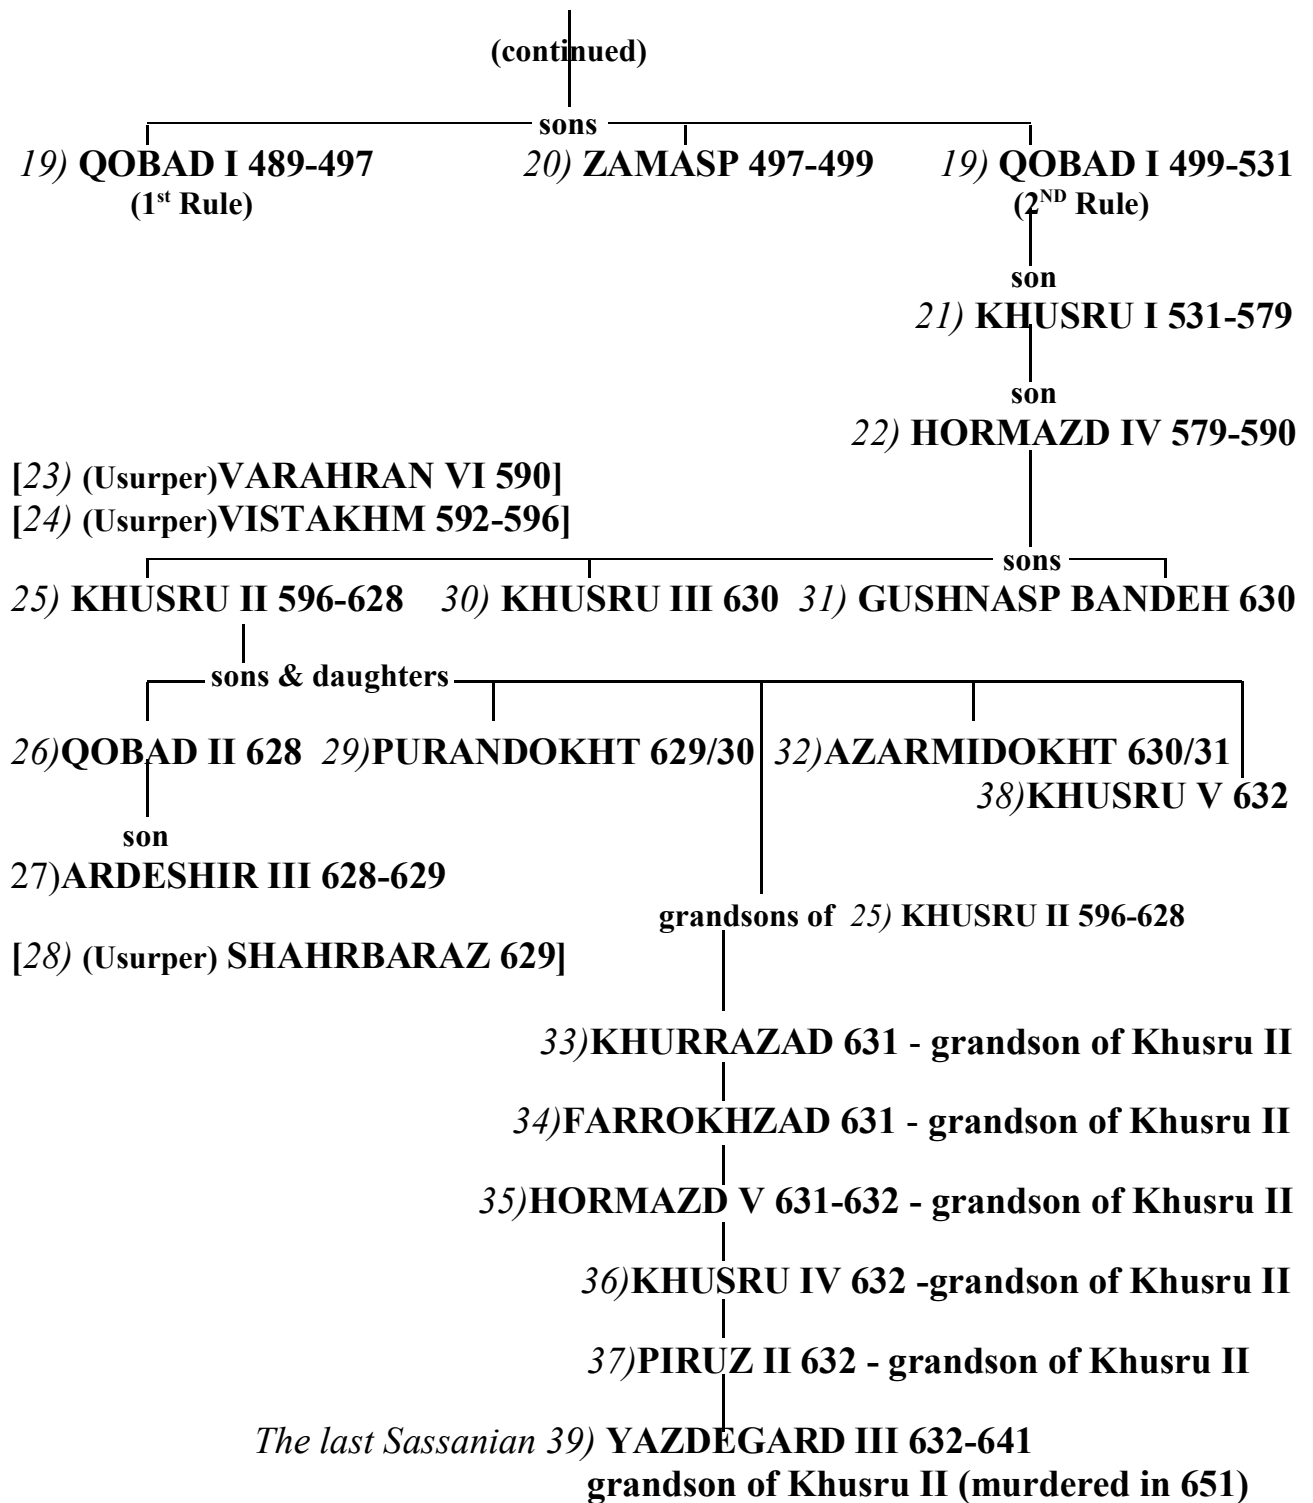 (continued)
sons
19) QOBAD I 489-497 20) ZAMASP 497-499 19) QOBAD I 499-531
(1st Rule) (2ND Rule)
son
21) KHUSRU I 531-579
son
22) HORMAZD IV 579-590
[23) (Usurper)VARAHRAN VI 590]
[24) (Usurper)VISTAKHM 592-596]
sons
25) KHUSRU II 596-628 30) KHUSRU III 630 31) GUSHNASP BANDEH 630
sons & daughters
26)QOBAD II 628 29)PURANDOKHT 629/30 32)AZARMIDOKHT 630/31
38)KHUSRU V 632
son
27)ARDESHIR III 628-629
grandsons of 25) KHUSRU II 596-628
[28) (Usurper) SHAHRBARAZ 629]
33)KHURRAZAD 631 - grandson of Khusru II
34)FARROKHZAD 631 - grandson of Khusru II
35)HORMAZD V 631-632 - grandson of Khusru II
36)KHUSRU IV 632 -grandson of Khusru II
37)PIRUZ II 632 - grandson of Khusru II
The last Sassanian 39) YAZDEGARD III 632-641
grandson of Khusru II (murdered in 651)